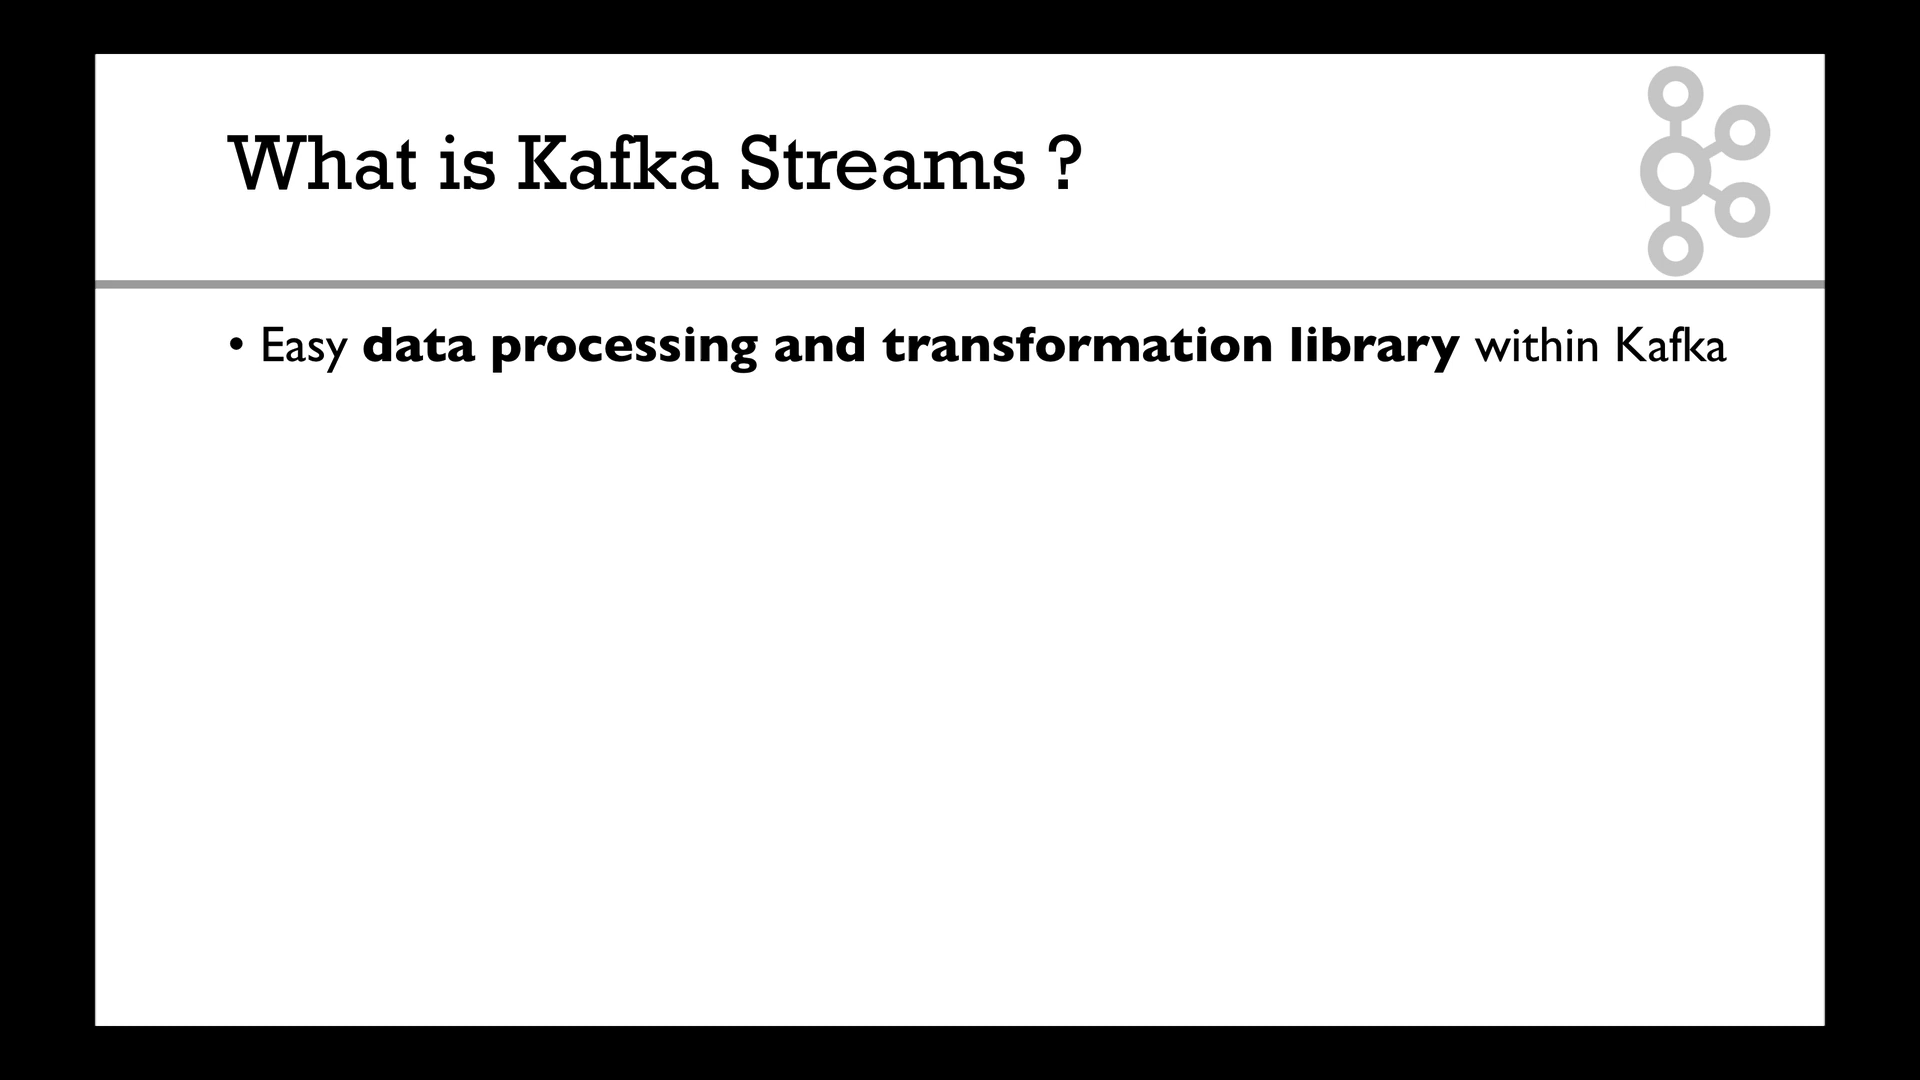 What is Kafka Streams ?
• Easy data processing and transformation library within Kafka